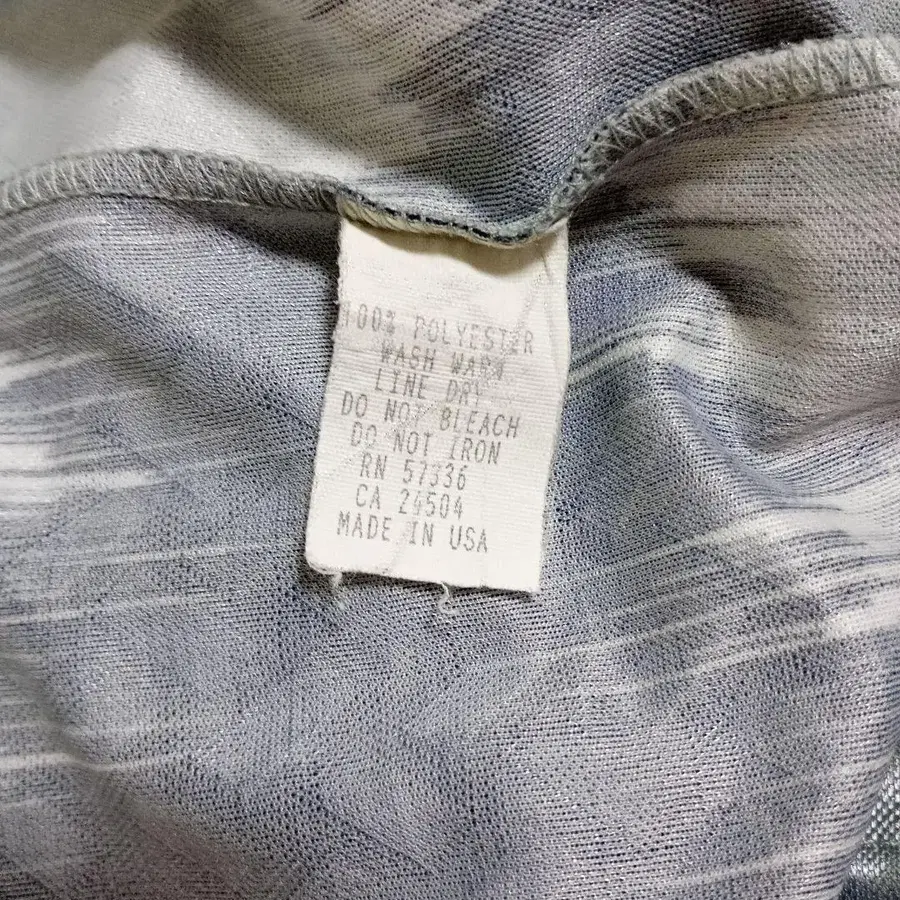 100% POLYESTER
WASH WARM
LINE DRY
DO NOT BLEACH
DO NOT IRON
RN 57336
CA 24504
MADE IN USA